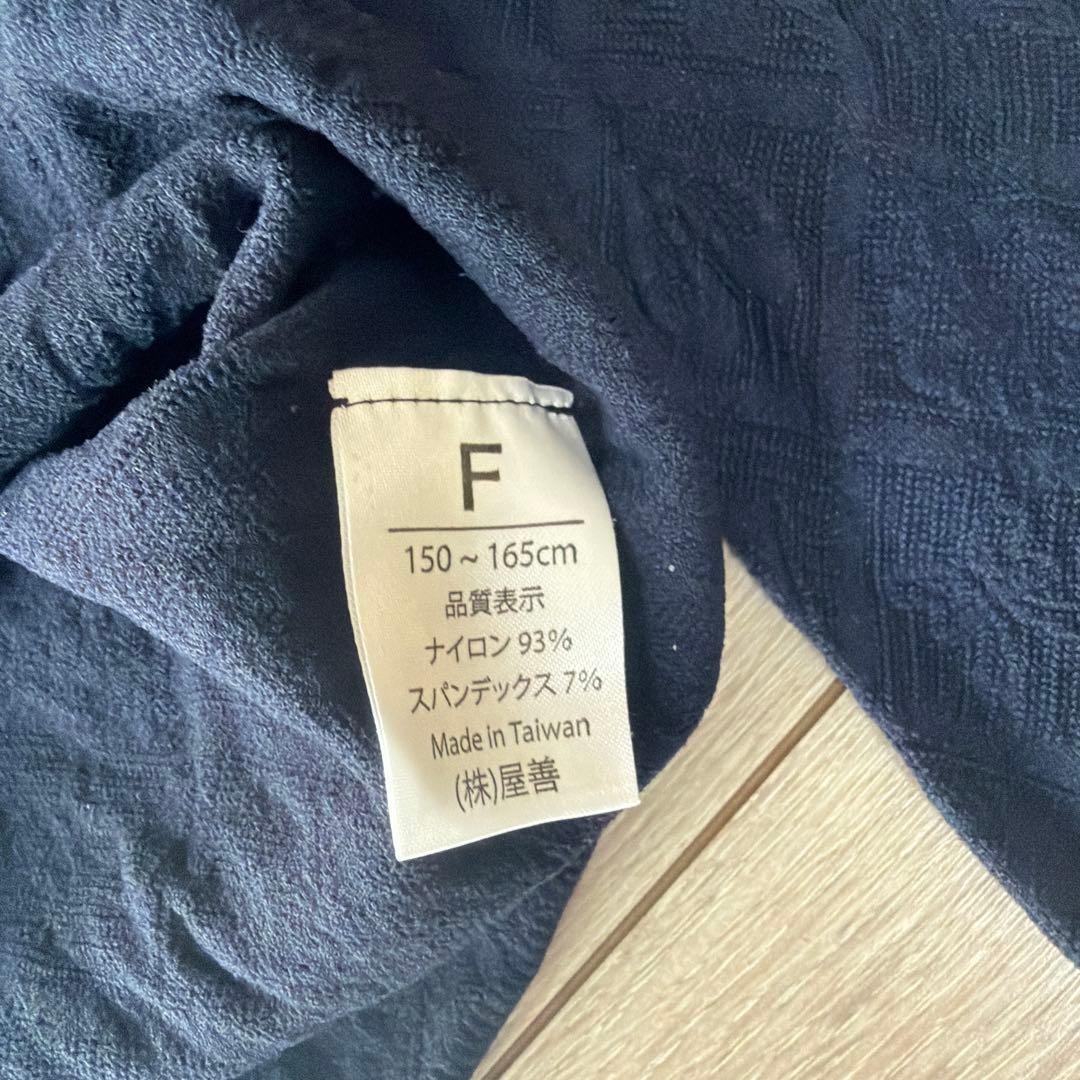 F
150 ~ 165cm
品質表示
ナイロン 93%
スパンデックス 7%
Made in Taiwan
(株)屋善